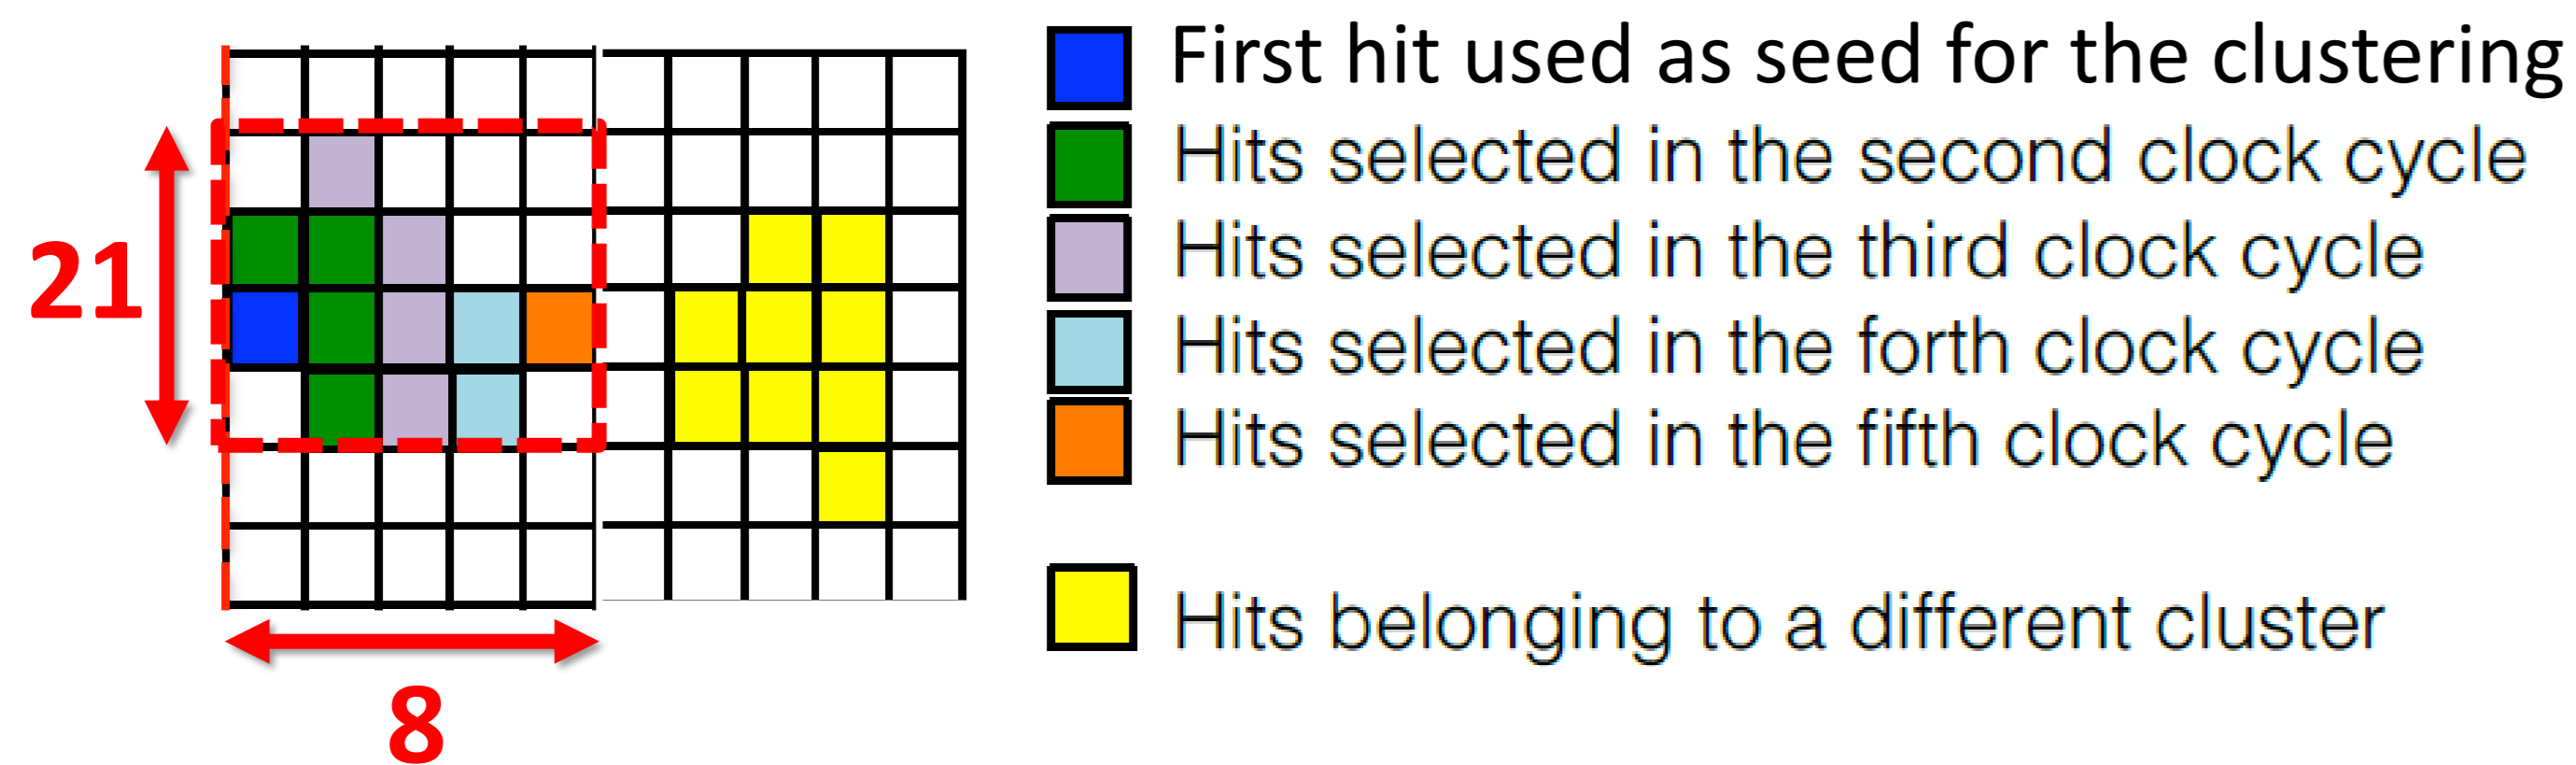 First hit used as seed for the clustering
Hits selected in the second clock cycle
21
Hits selected in the third clock cycle
Hits selected in the forth clock cycle
Hits selected in the fifth clock cycle
Hits belonging to a different cluster
8